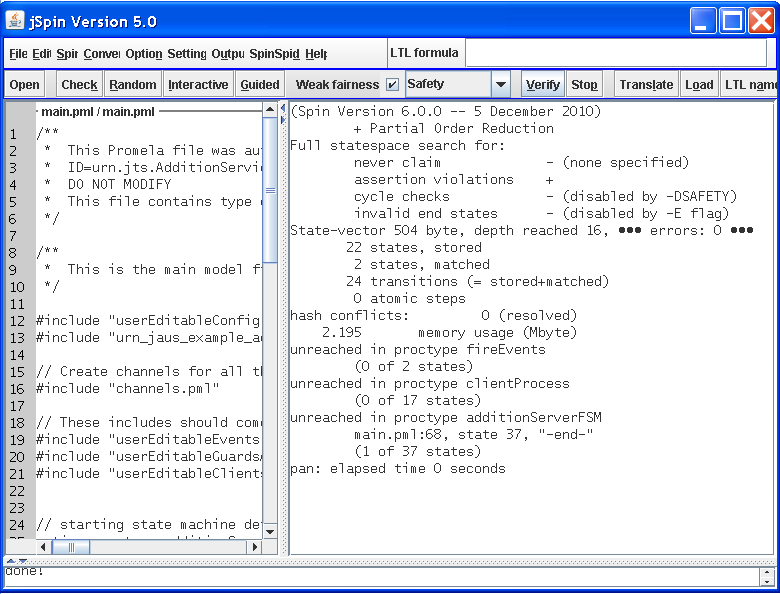 jSpin Version 5.0
File Edit Spin Conver Option Setting Outpu SpinSpid Help LTL formula
Open Check Random Interactive Guided Weak fairness Safety Verify Stop Translate Load LTL name
main.pml / main.pml
1 /**
2 * This Promela file was au
3 * ID=urn.jts.AdditionServi
4 * DO NOT MODIFY
5 * This file contains type
6 */
7
8 /**
9 * This is the main model f
10 */
11
12 #include "userEditableConfig
13 #include "urn_jaus_example_a
14
15 // Create channels for all th
16 #include "channels.pml"
17
18 // These includes should com
19 #include "userEditableEvents
20 #include "userEditableGuards
21 #include "userEditableClient
22
23
24 // starting state machine de
(Spin Version 6.0.0 -- 5 December 2010)
+ Partial Order Reduction
Full statespace search for:
never claim - (none specified)
assertion violations +
cycle checks - (disabled by -DSAFETY)
invalid end states - (disabled by -E flag)
State-vector 504 byte, depth reached 16, ●●● errors: 0 ●●●
22 states, stored
2 states, matched
24 transitions (= stored+matched)
0 atomic steps
hash conflicts: 0 (resolved)
2.195 memory usage (Mbyte)
unreached in proctype fireEvents
(0 of 2 states)
unreached in proctype clientProcess
(0 of 17 states)
unreached in proctype additionServerFSM
main.pml:68, state 37, "-end-"
(1 of 37 states)
pan: elapsed time 0 seconds
done!